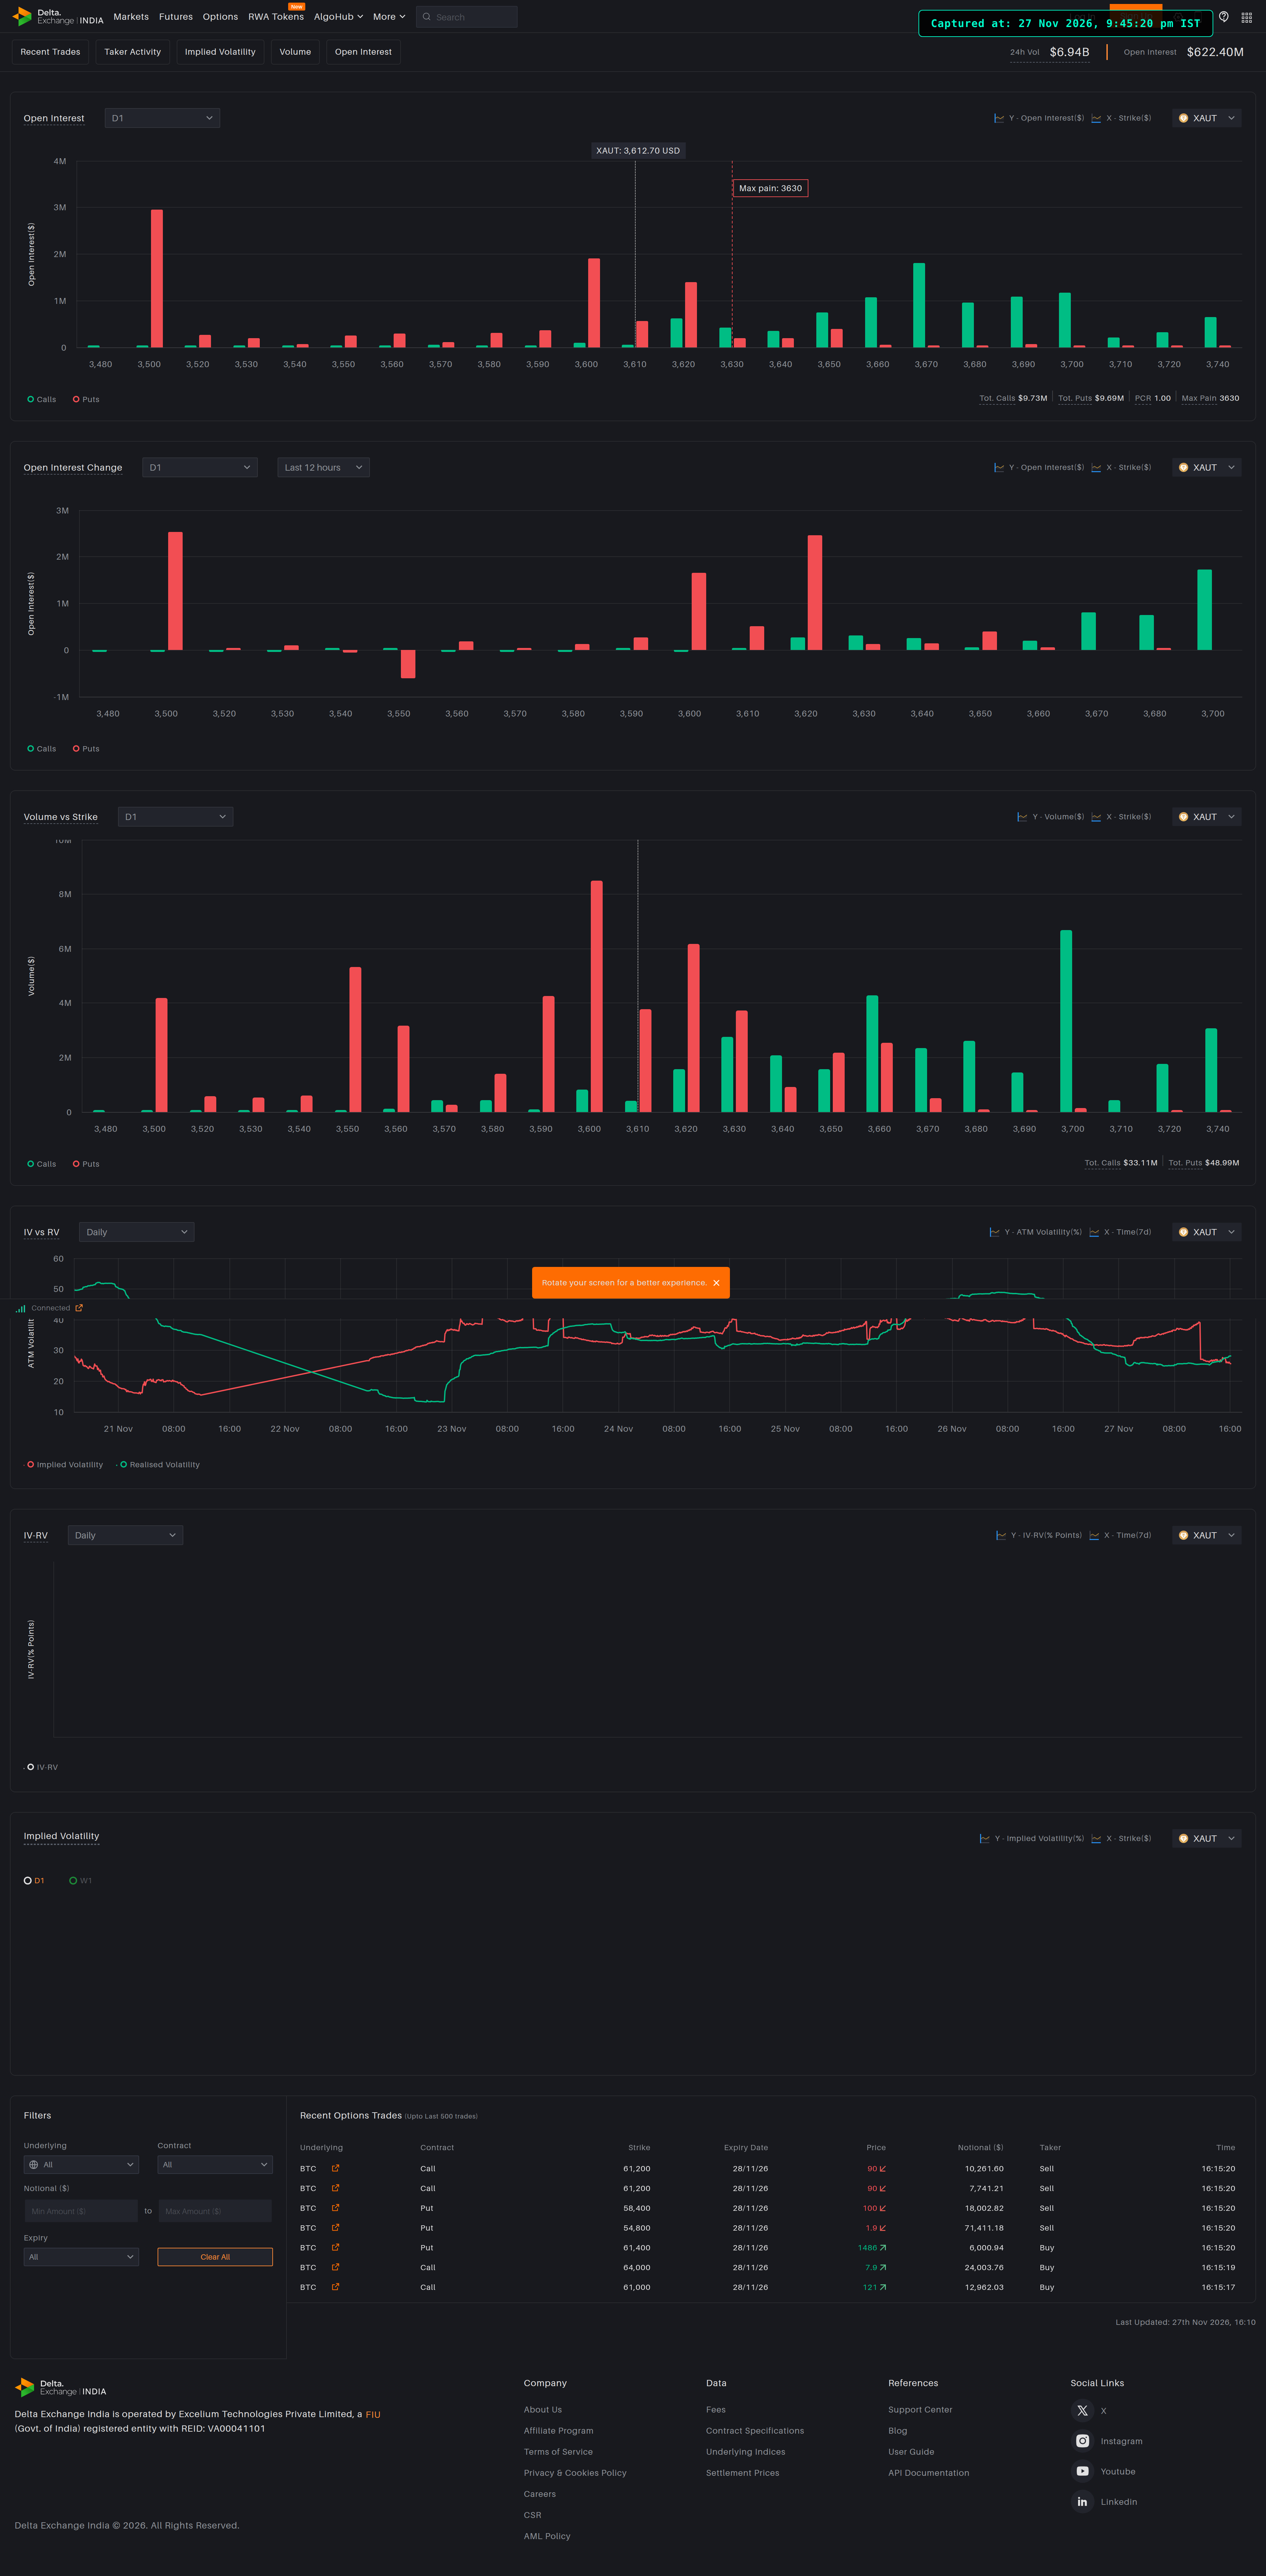 Delta.
Exchange | INDIA
Markets Futures Options RWA Tokens New AlgoHub More Search
Captured at: 27 Nov 2026, 9:45:20 pm IST
Recent Trades Taker Activity Implied Volatility Volume Open Interest
24h Vol $6.94B Open Interest $622.40M
Open Interest D1 Y - Open Interest($) X - Strike($) XAUT
XAUT: 3,612.70 USD
Max pain: 3630
Open Interest($)
4M
3M
2M
1M
0
3,480 3,500 3,520 3,530 3,540 3,550 3,560 3,570 3,580 3,590 3,600 3,610 3,620 3,630 3,640 3,650 3,660 3,670 3,680 3,690 3,700 3,710 3,720 3,740
Calls Puts
Tot. Calls $9.73M Tot. Puts $9.69M PCR 1.00 Max Pain 3630
Open Interest Change D1 Last 12 hours Y - Open Interest($) X - Strike($) XAUT
Open Interest($)
3M
2M
1M
0
-1M
3,480 3,500 3,520 3,530 3,540 3,550 3,560 3,570 3,580 3,590 3,600 3,610 3,620 3,630 3,640 3,650 3,660 3,670 3,680 3,700
Calls Puts
Volume vs Strike D1 Y - Volume($) X - Strike($) XAUT
Volume($)
10M
8M
6M
4M
2M
0
3,480 3,500 3,520 3,530 3,540 3,550 3,560 3,570 3,580 3,590 3,600 3,610 3,620 3,630 3,640 3,650 3,660 3,670 3,680 3,690 3,700 3,710 3,720 3,740
Calls Puts
Tot. Calls $33.11M Tot. Puts $48.99M
IV vs RV Daily Y - ATM Volatility(%) X - Time(7d) XAUT
60
50
Rotate your screen for a better experience.
Connected
ATM Volatilit
40
30
20
10
21 Nov 08:00 16:00 22 Nov 08:00 16:00 23 Nov 08:00 16:00 24 Nov 08:00 16:00 25 Nov 08:00 16:00 26 Nov 08:00 16:00 27 Nov 08:00 16:00
Implied Volatility Realised Volatility
IV-RV Daily Y - IV-RV(% Points) X - Time(7d) XAUT
IV-RV(% Points)
IV-RV
Implied Volatility Y - Implied Volatility(%) X - Strike($) XAUT
D1 W1
Filters
Underlying Contract
All All
Notional ($)
Min Amount ($) to Max Amount ($)
Expiry
All Clear All
Recent Options Trades (Upto Last 500 trades)
Underlying Contract Strike Expiry Date Price Notional ($) Taker Time
BTC Call 61,200 28/11/26 90 10,261.60 Sell 16:15:20
BTC Call 61,200 28/11/26 90 7,741.21 Sell 16:15:20
BTC Put 58,400 28/11/26 100 18,002.82 Sell 16:15:20
BTC Put 54,800 28/11/26 1.9 71,411.18 Sell 16:15:20
BTC Put 61,400 28/11/26 1486 6,000.94 Buy 16:15:20
BTC Call 64,000 28/11/26 7.9 24,003.76 Buy 16:15:19
BTC Call 61,000 28/11/26 121 12,962.03 Buy 16:15:17
Last Updated: 27th Nov 2026, 16:10
Delta.
Exchange | INDIA
Delta Exchange India is operated by Excelium Technologies Private Limited, a FIU
(Govt. of India) registered entity with REID: VA00041101
Delta Exchange India © 2026. All Rights Reserved.
Company
About Us
Affiliate Program
Terms of Service
Privacy & Cookies Policy
Careers
CSR
AML Policy
Data
Fees
Contract Specifications
Underlying Indices
Settlement Prices
References
Support Center
Blog
User Guide
API Documentation
Social Links
X
Instagram
Youtube
Linkedin